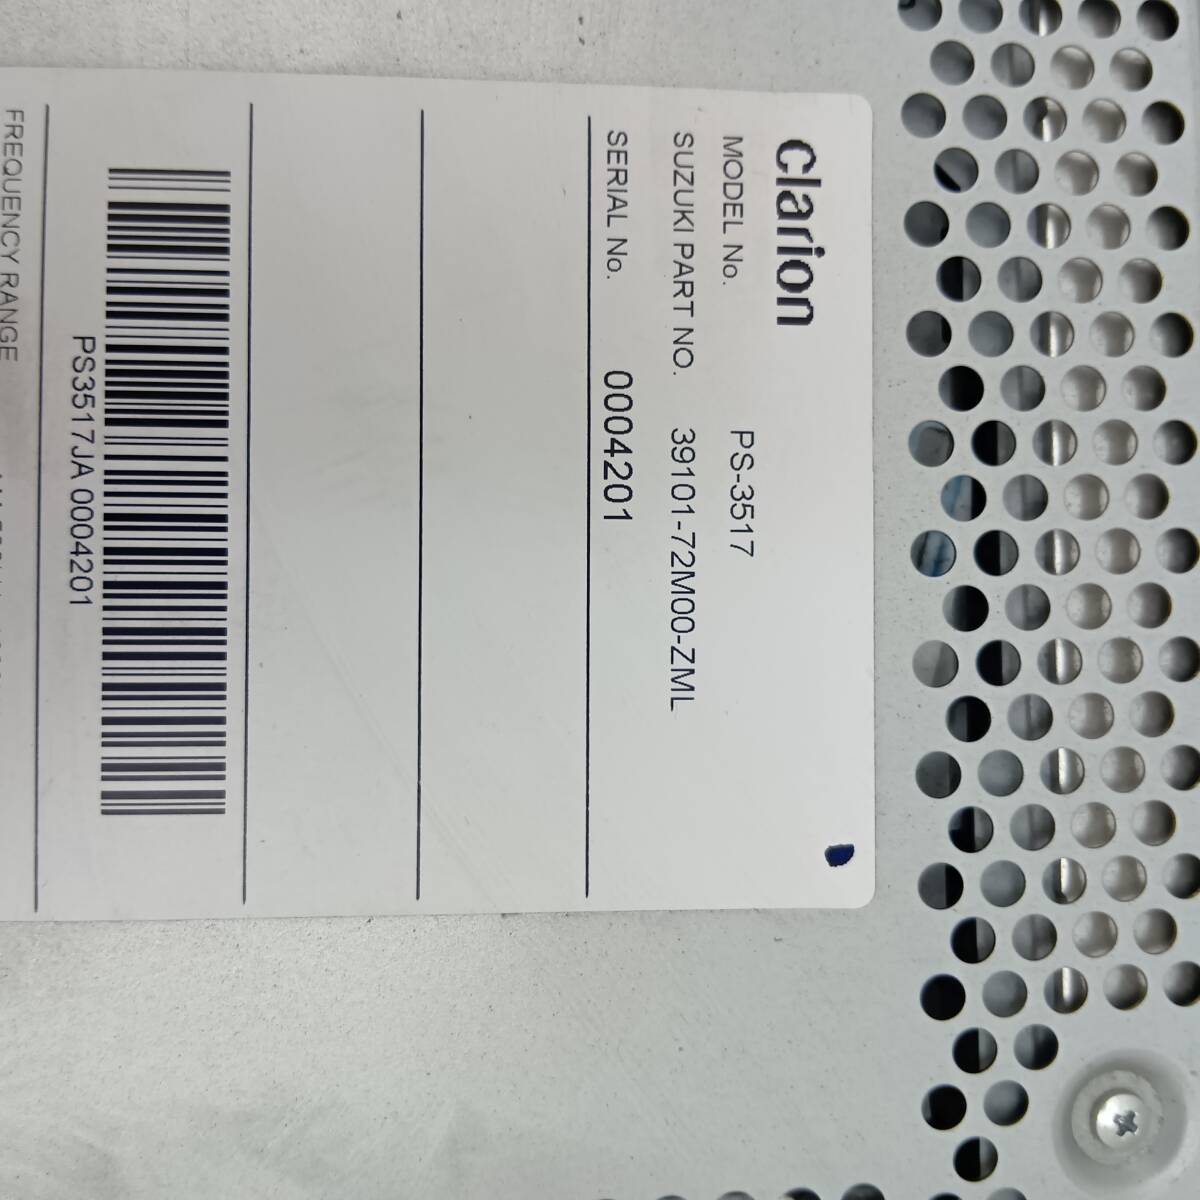 Clarion
MODEL No. PS-3517
SUZUKI PART NO. 39101-72M00-ZML
SERIAL No. 0004201
PS3517JA 0004201
FREQUENCY RANGE